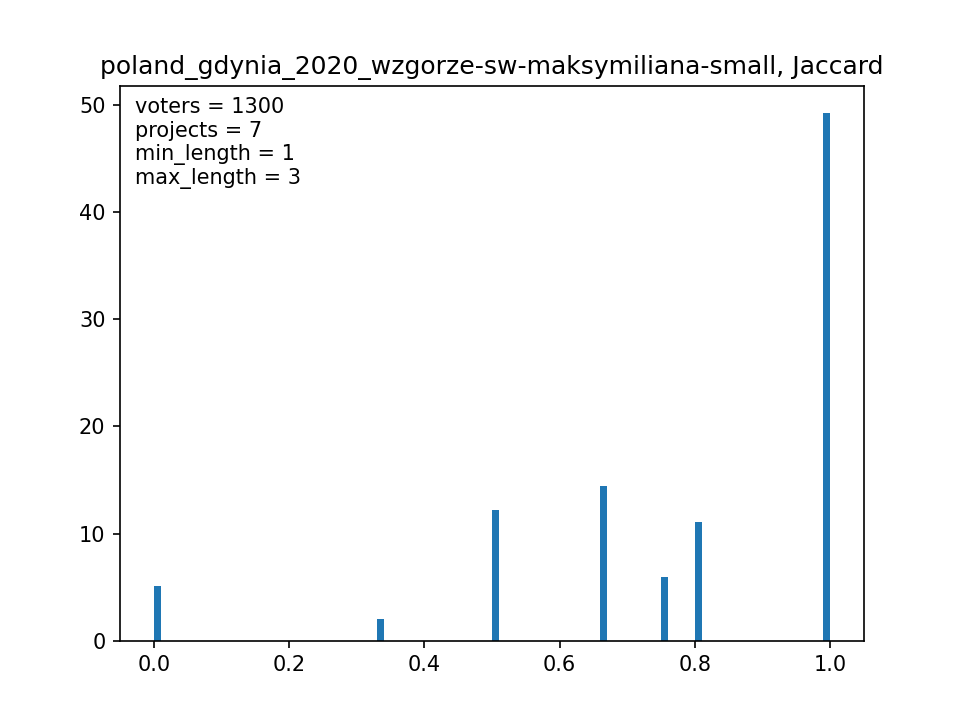 poland_gdynia_2020_wzgorze-sw-maksymiliana-small, Jaccard
voters = 1300
projects = 7
min_length = 1
max_length = 3
50
40
30
20
10
0
0.0 0.2 0.4 0.6 0.8 1.0